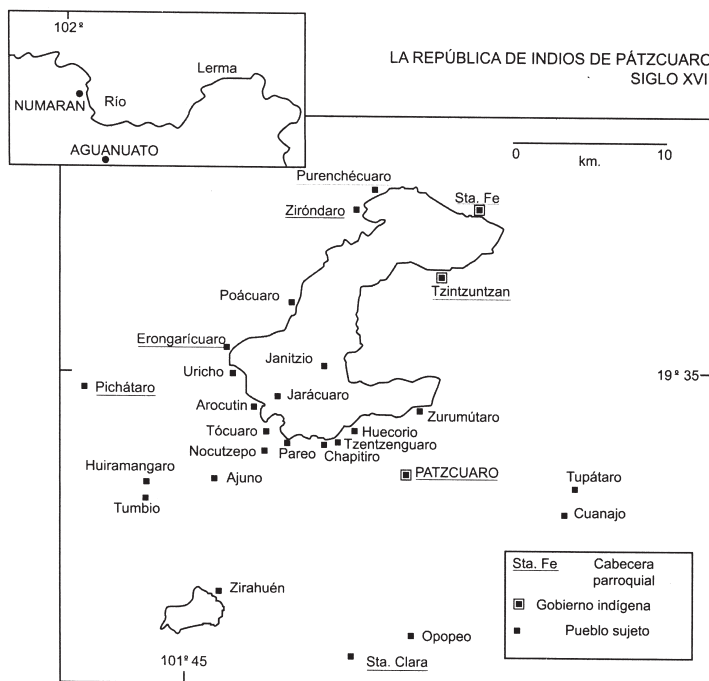 102º
Lerma
NUMARAN
Río
AGUANUATO
LA REPÚBLICA DE INDIOS DE PÁTZCUARO
SIGLO XVII
0 10
km.
Purenchécuaro
Ziróndaro
Sta. Fe
Tzintzuntzan
Poácuaro
Erongarícuaro
Janitzio
Uricho
19º 35
Pichátaro
Jarácuaro
Arocutin
Zurumútaro
Tócuaro
Huecorio
Nocutzepo
Pareo
Tzentzenguaro
Chapitiro
Huiramangaro
Ajuno
PATZCUARO
Tupátaro
Tumbio
Cuanajo
Zirahuén
Opopeo
Sta. Clara
101º 45
Sta. Fe Cabecera
parroquial
Gobierno indígena
Pueblo sujeto